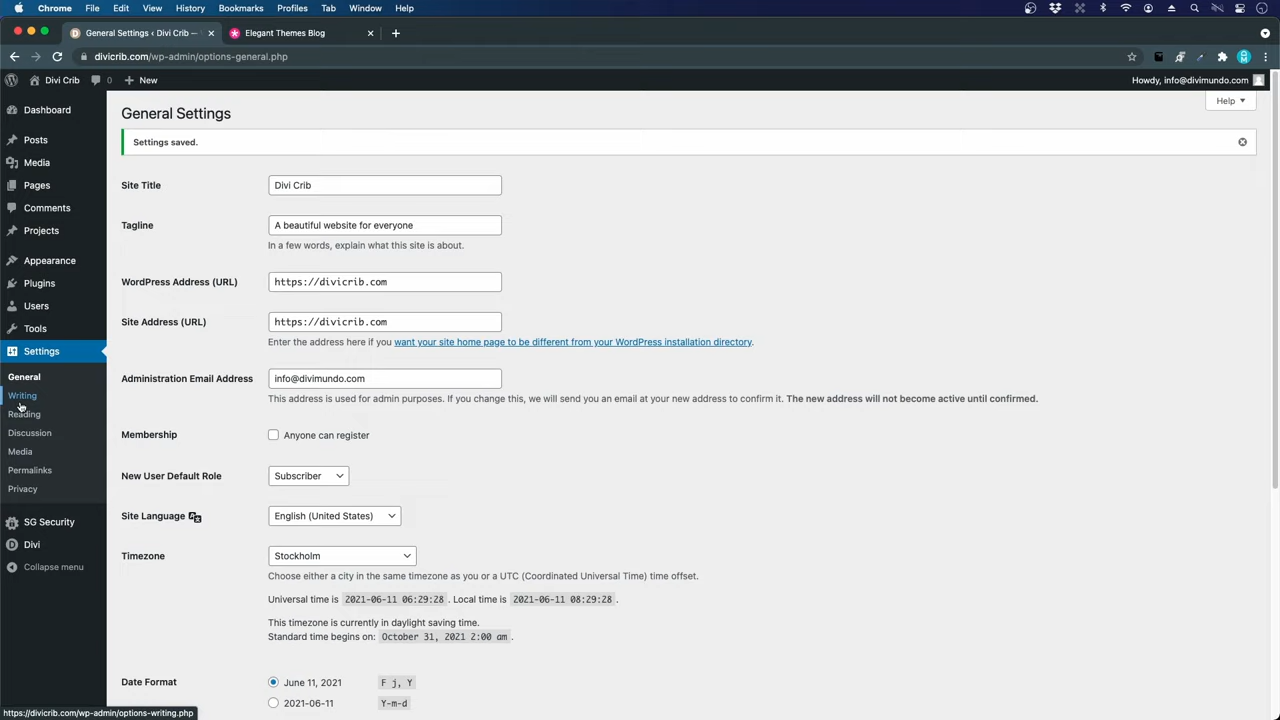 Chrome File Edit View History Bookmarks Profiles Tab Window Help
General Settings ‹ Divi Crib — Elegant Themes Blog
divicrib.com/wp-admin/options-general.php
Divi Crib 0 New Howdy, info@divimundo.com
Help
Dashboard
Posts
Media
Pages
Comments
Projects
Appearance
Plugins
Users
Tools
Settings
General
Writing
Reading
Discussion
Media
Permalinks
Privacy
SG Security
Divi
Collapse menu
General Settings
Settings saved.
Site Title Divi Crib
Tagline A beautiful website for everyone
In a few words, explain what this site is about.
WordPress Address (URL) https://divicrib.com
Site Address (URL) https://divicrib.com
Enter the address here if you want your site home page to be different from your WordPress installation directory.
Administration Email Address info@divimundo.com
This address is used for admin purposes. If you change this, we will send you an email at your new address to confirm it. The new address will not become active until confirmed.
Membership Anyone can register
New User Default Role Subscriber
Site Language English (United States)
Timezone Stockholm
Choose either a city in the same timezone as you or a UTC (Coordinated Universal Time) time offset.
Universal time is 2021-06-11 06:29:28. Local time is 2021-06-11 08:29:28.
This timezone is currently in daylight saving time.
Standard time begins on: October 31, 2021 2:00 am.
Date Format June 11, 2021 F j, Y
2021-06-11 Y-m-d
https://divicrib.com/wp-admin/options-writing.php